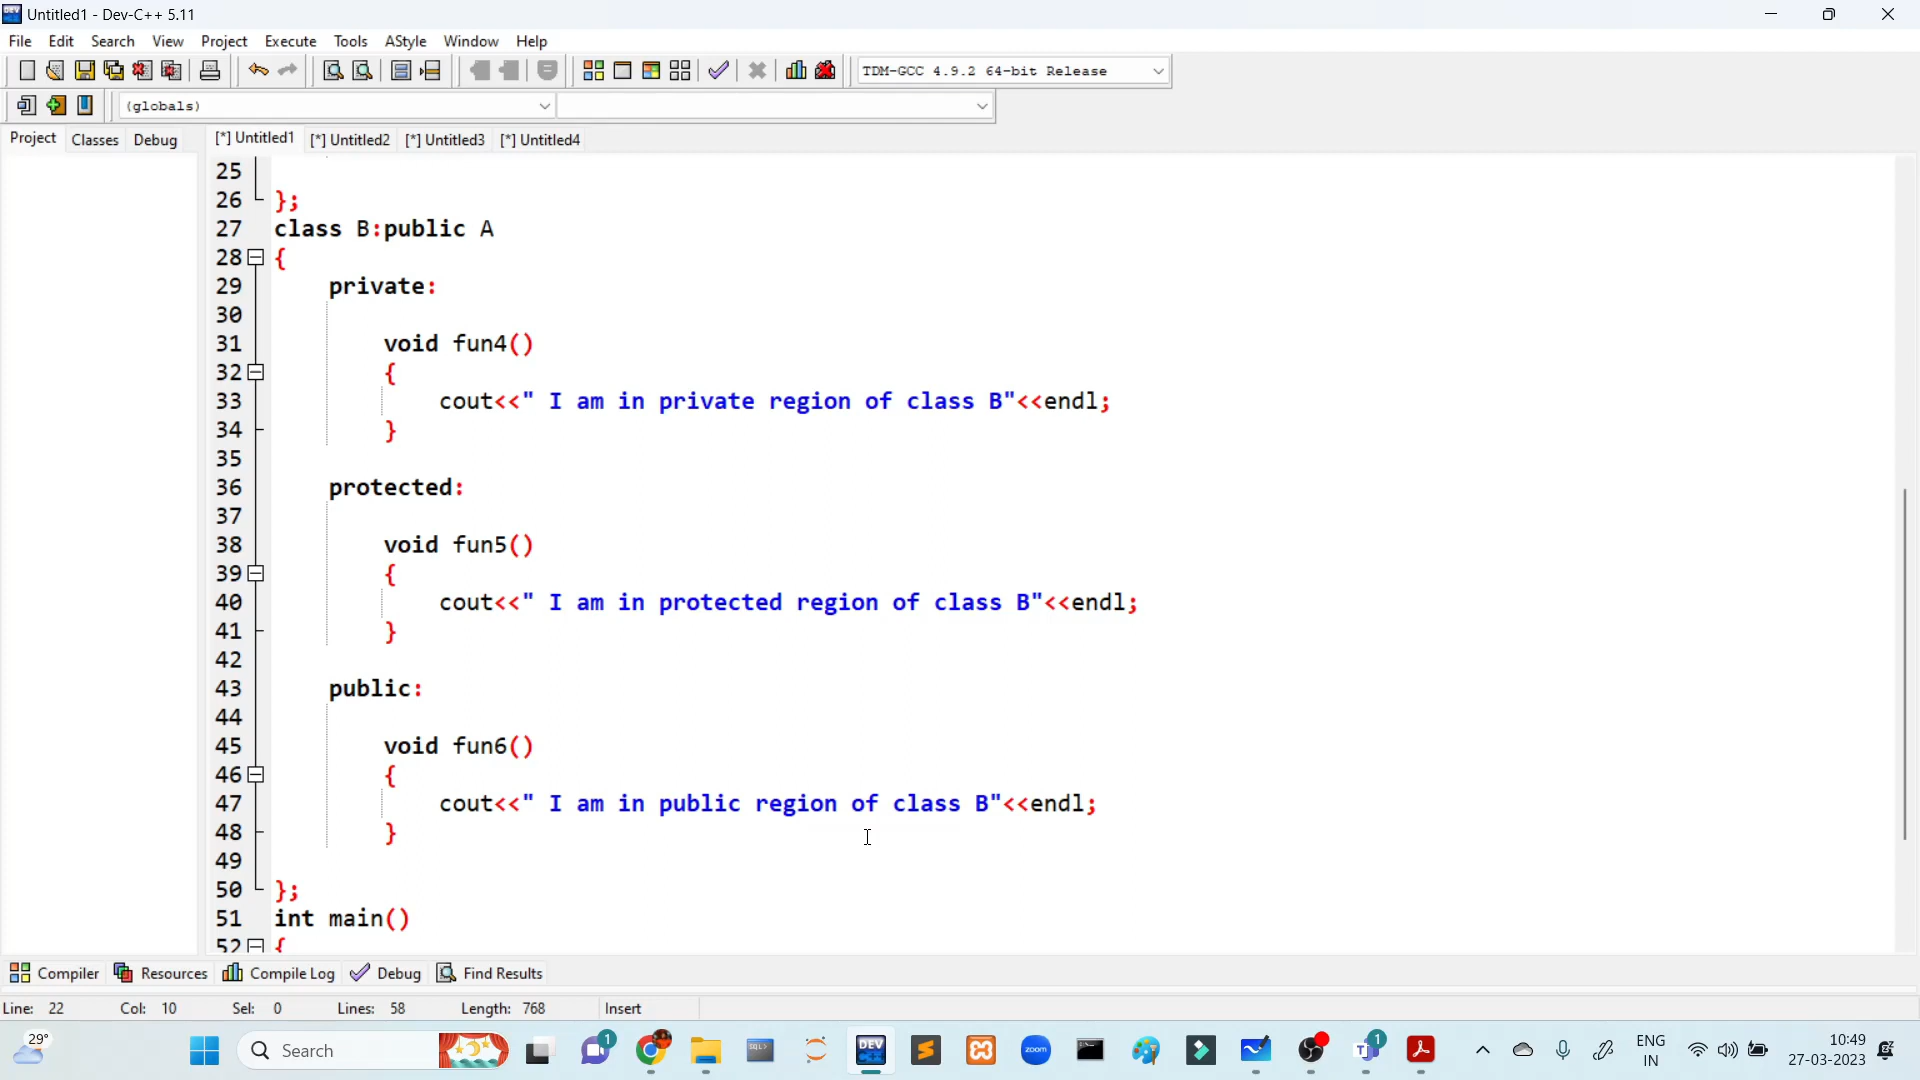 Untitled1 - Dev-C++ 5.11
File Edit Search View Project Execute Tools AStyle Window Help
TDM-GCC 4.9.2 64-bit Release
(globals)
Project Classes Debug [*] Untitled1 [*] Untitled2 [*] Untitled3 [*] Untitled4
25
26 };
27 class B:public A
28 {
29 private:
30
31 void fun4()
32 {
33 cout<<" I am in private region of class B"<<endl;
34 }
35
36 protected:
37
38 void fun5()
39 {
40 cout<<" I am in protected region of class B"<<endl;
41 }
42
43 public:
44
45 void fun6()
46 {
47 cout<<" I am in public region of class B"<<endl;
48 }
49
50 };
51 int main()
52 {
Compiler Resources Compile Log Debug Find Results
Line: 22 Col: 10 Sel: 0 Lines: 58 Length: 768 Insert
29°
Search
1
SQL>
DEV C++
zoom
1
ENG
IN
10:49
27-03-2023